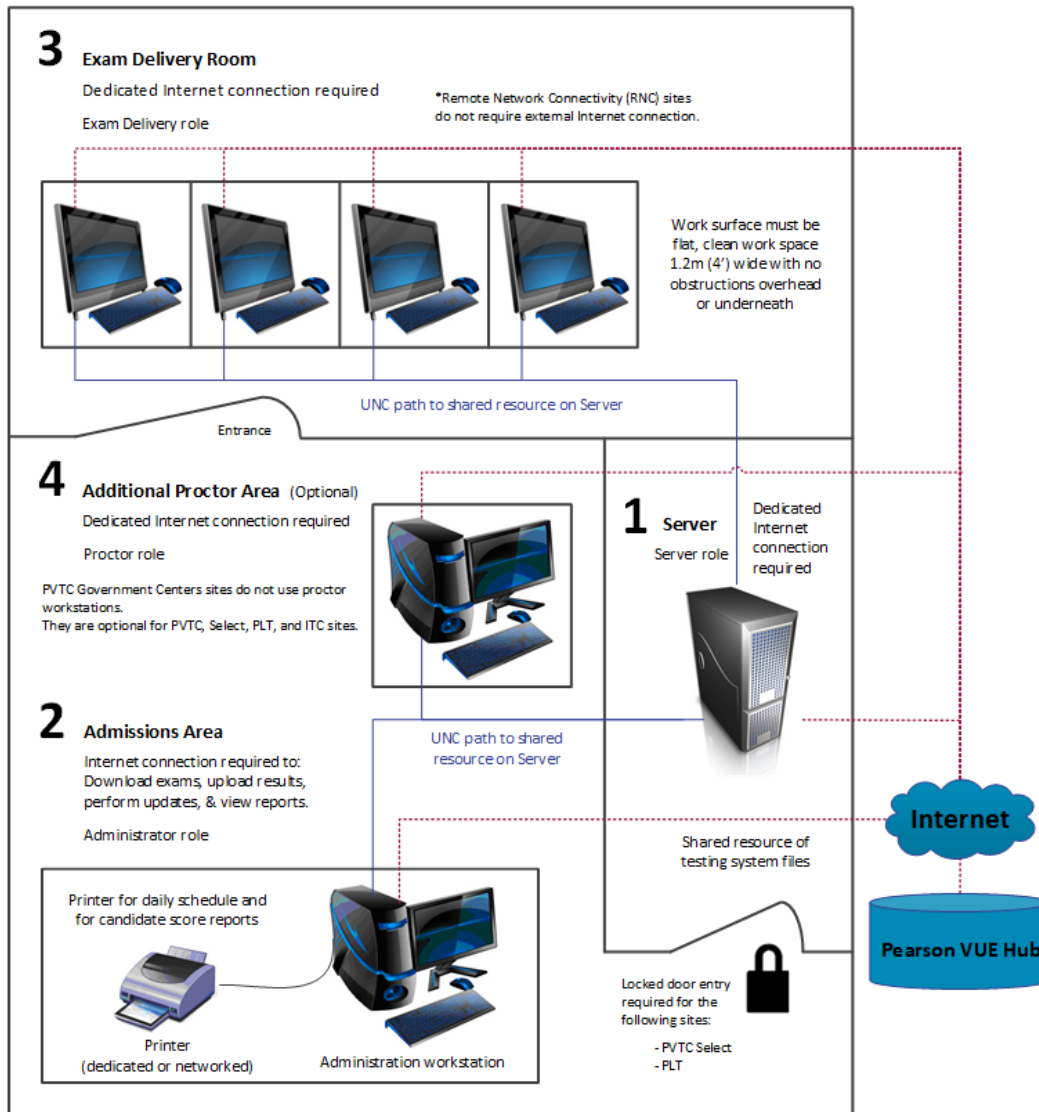 3 Exam Delivery Room
Dedicated Internet connection required
Exam Delivery role
*Remote Network Connectivity (RNC) sites
do not require external Internet connection.
Work surface must be
flat, clean work space
1.2m (4') wide with no
obstructions overhead
or underneath
UNC path to shared resource on Server
Entrance
4 Additional Proctor Area (Optional)
Dedicated Internet connection required
Proctor role
PVTC Government Centers sites do not use proctor
workstations.
They are optional for PVTC, Select, PLT, and ITC sites.
1 Server
Server role
Dedicated
Internet
connection
required
2 Admissions Area
Internet connection required to:
Download exams, upload results,
perform updates, & view reports.
Administrator role
UNC path to shared
resource on Server
Shared resource of
testing system files
Internet
Pearson VUE Hub
Printer for daily schedule and
for candidate score reports
Printer
(dedicated or networked)
Administration workstation
Locked door entry
required for the
following sites:
- PVTC Select
- PLT